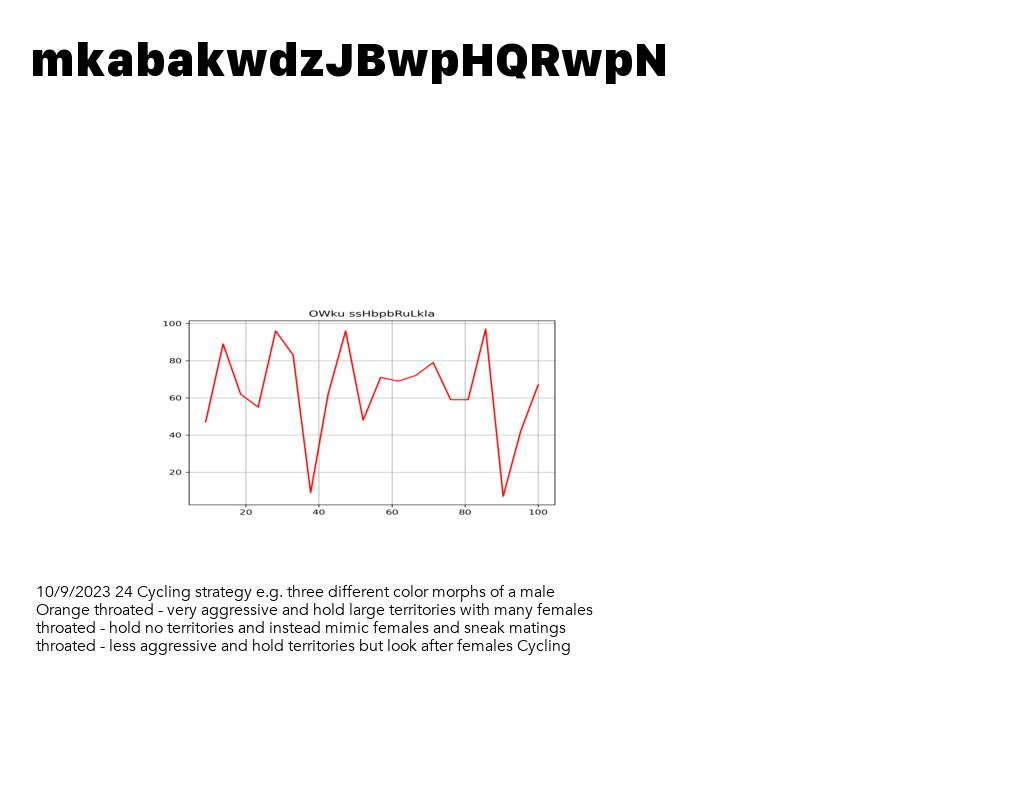 mkabakwdzJBwpHQRwpN
OWku ssHbpbRuLkla
100
80
60
40
20
20 40 60 80 100
10/9/2023 24 Cycling strategy e.g. three different color morphs of a male
Orange throated - very aggressive and hold large territories with many females
throated - hold no territories and instead mimic females and sneak matings
throated - less aggressive and hold territories but look after females Cycling